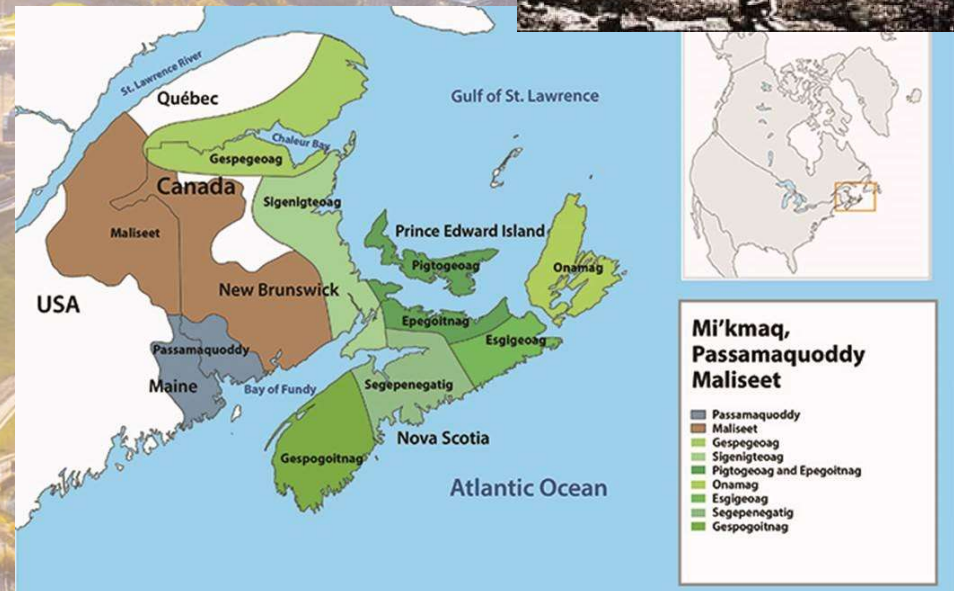 St. Lawrence River
Québec
Gulf of St. Lawrence
Chaleur Bay
Gespegeoag
Canada
Sigenigteoag
Maliseet
Prince Edward Island
Pigtogeoag
Onamag
New Brunswick
USA
Epegoitnag
Esgigeoag
Passamaquoddy
Maine
Bay of Fundy
Segepenegatig
Nova Scotia
Gespogoitnag
Atlantic Ocean
Mi'kmaq,
Passamaquoddy
Maliseet
Passamaquoddy
Maliseet
Gespegeoag
Sigenigteoag
Pigtogeoag and Epegoitnag
Onamag
Esgigeoag
Segepenegatig
Gespogoitnag